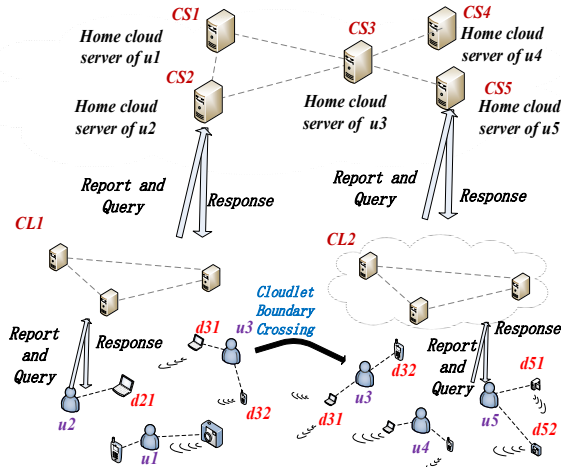 CS1
CS4
Home cloud
server of u1
CS3
Home cloud
server of u4
CS2
CS5
Home cloud
server of u2
Home cloud
server of u3
Home cloud
server of u5
Report and
Query
Response
Report and
Query
Response
CL1
CL2
Cloudlet
Boundary
Crossing
Report
and
Query
Response
d31
u3
d32
d21
u2
u1
Response
Report
and
Query
d32
u3
d31
u4
d51
u5
d52